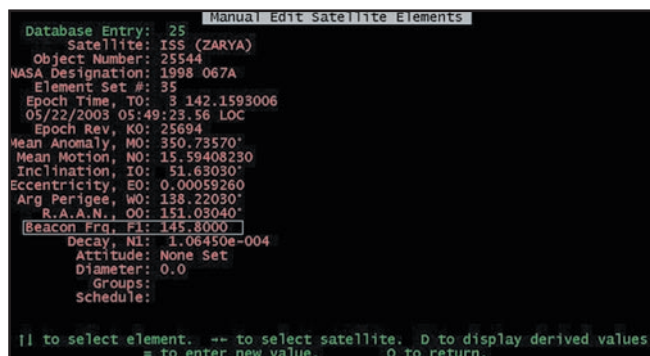 Manual Edit Satellite Elements
Database Entry: 25
Satellite: ISS (ZARYA)
Object Number: 25544
NASA Designation: 1998 067A
Element Set #: 35
Epoch Time, T0: 3 142.1593006
05/22/2003 05:49:23.56 LOC
Epoch Rev, K0: 25694
Mean Anomaly, M0: 350.73570°
Mean Motion, N0: 15.59408230
Inclination, I0: 51.63030°
Eccentricity, E0: 0.00059260
Arg Perigee, W0: 138.22030°
R.A.A.N., O0: 151.03040°
Beacon Frq, F1: 145.8000
Decay, N1: 1.06450e-004
Attitude: None Set
Diameter: 0.0
Groups:
Schedule:
to select element. to select satellite. D to display derived values
= to enter new value. Q to return